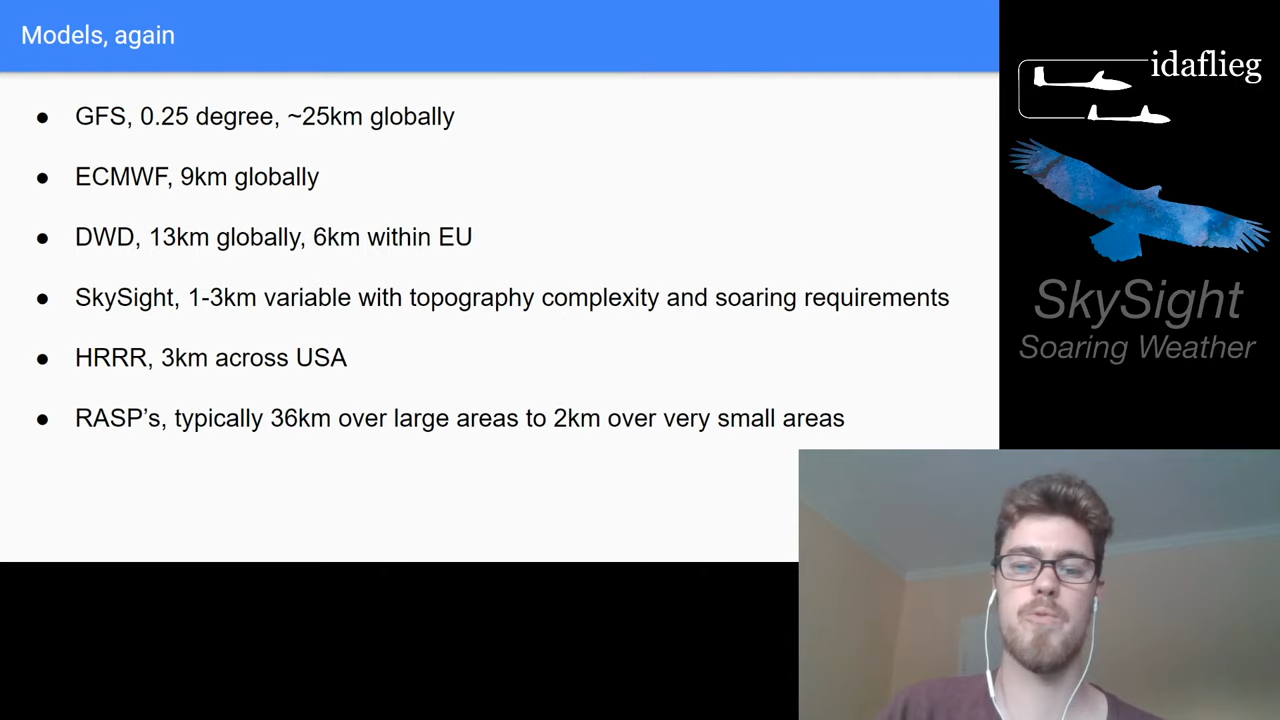 Models, again
● GFS, 0.25 degree, ~25km globally
● ECMWF, 9km globally
● DWD, 13km globally, 6km within EU
● SkySight, 1-3km variable with topography complexity and soaring requirements
● HRRR, 3km across USA
● RASP’s, typically 36km over large areas to 2km over very small areas
idaflieg
SkySight
Soaring Weather